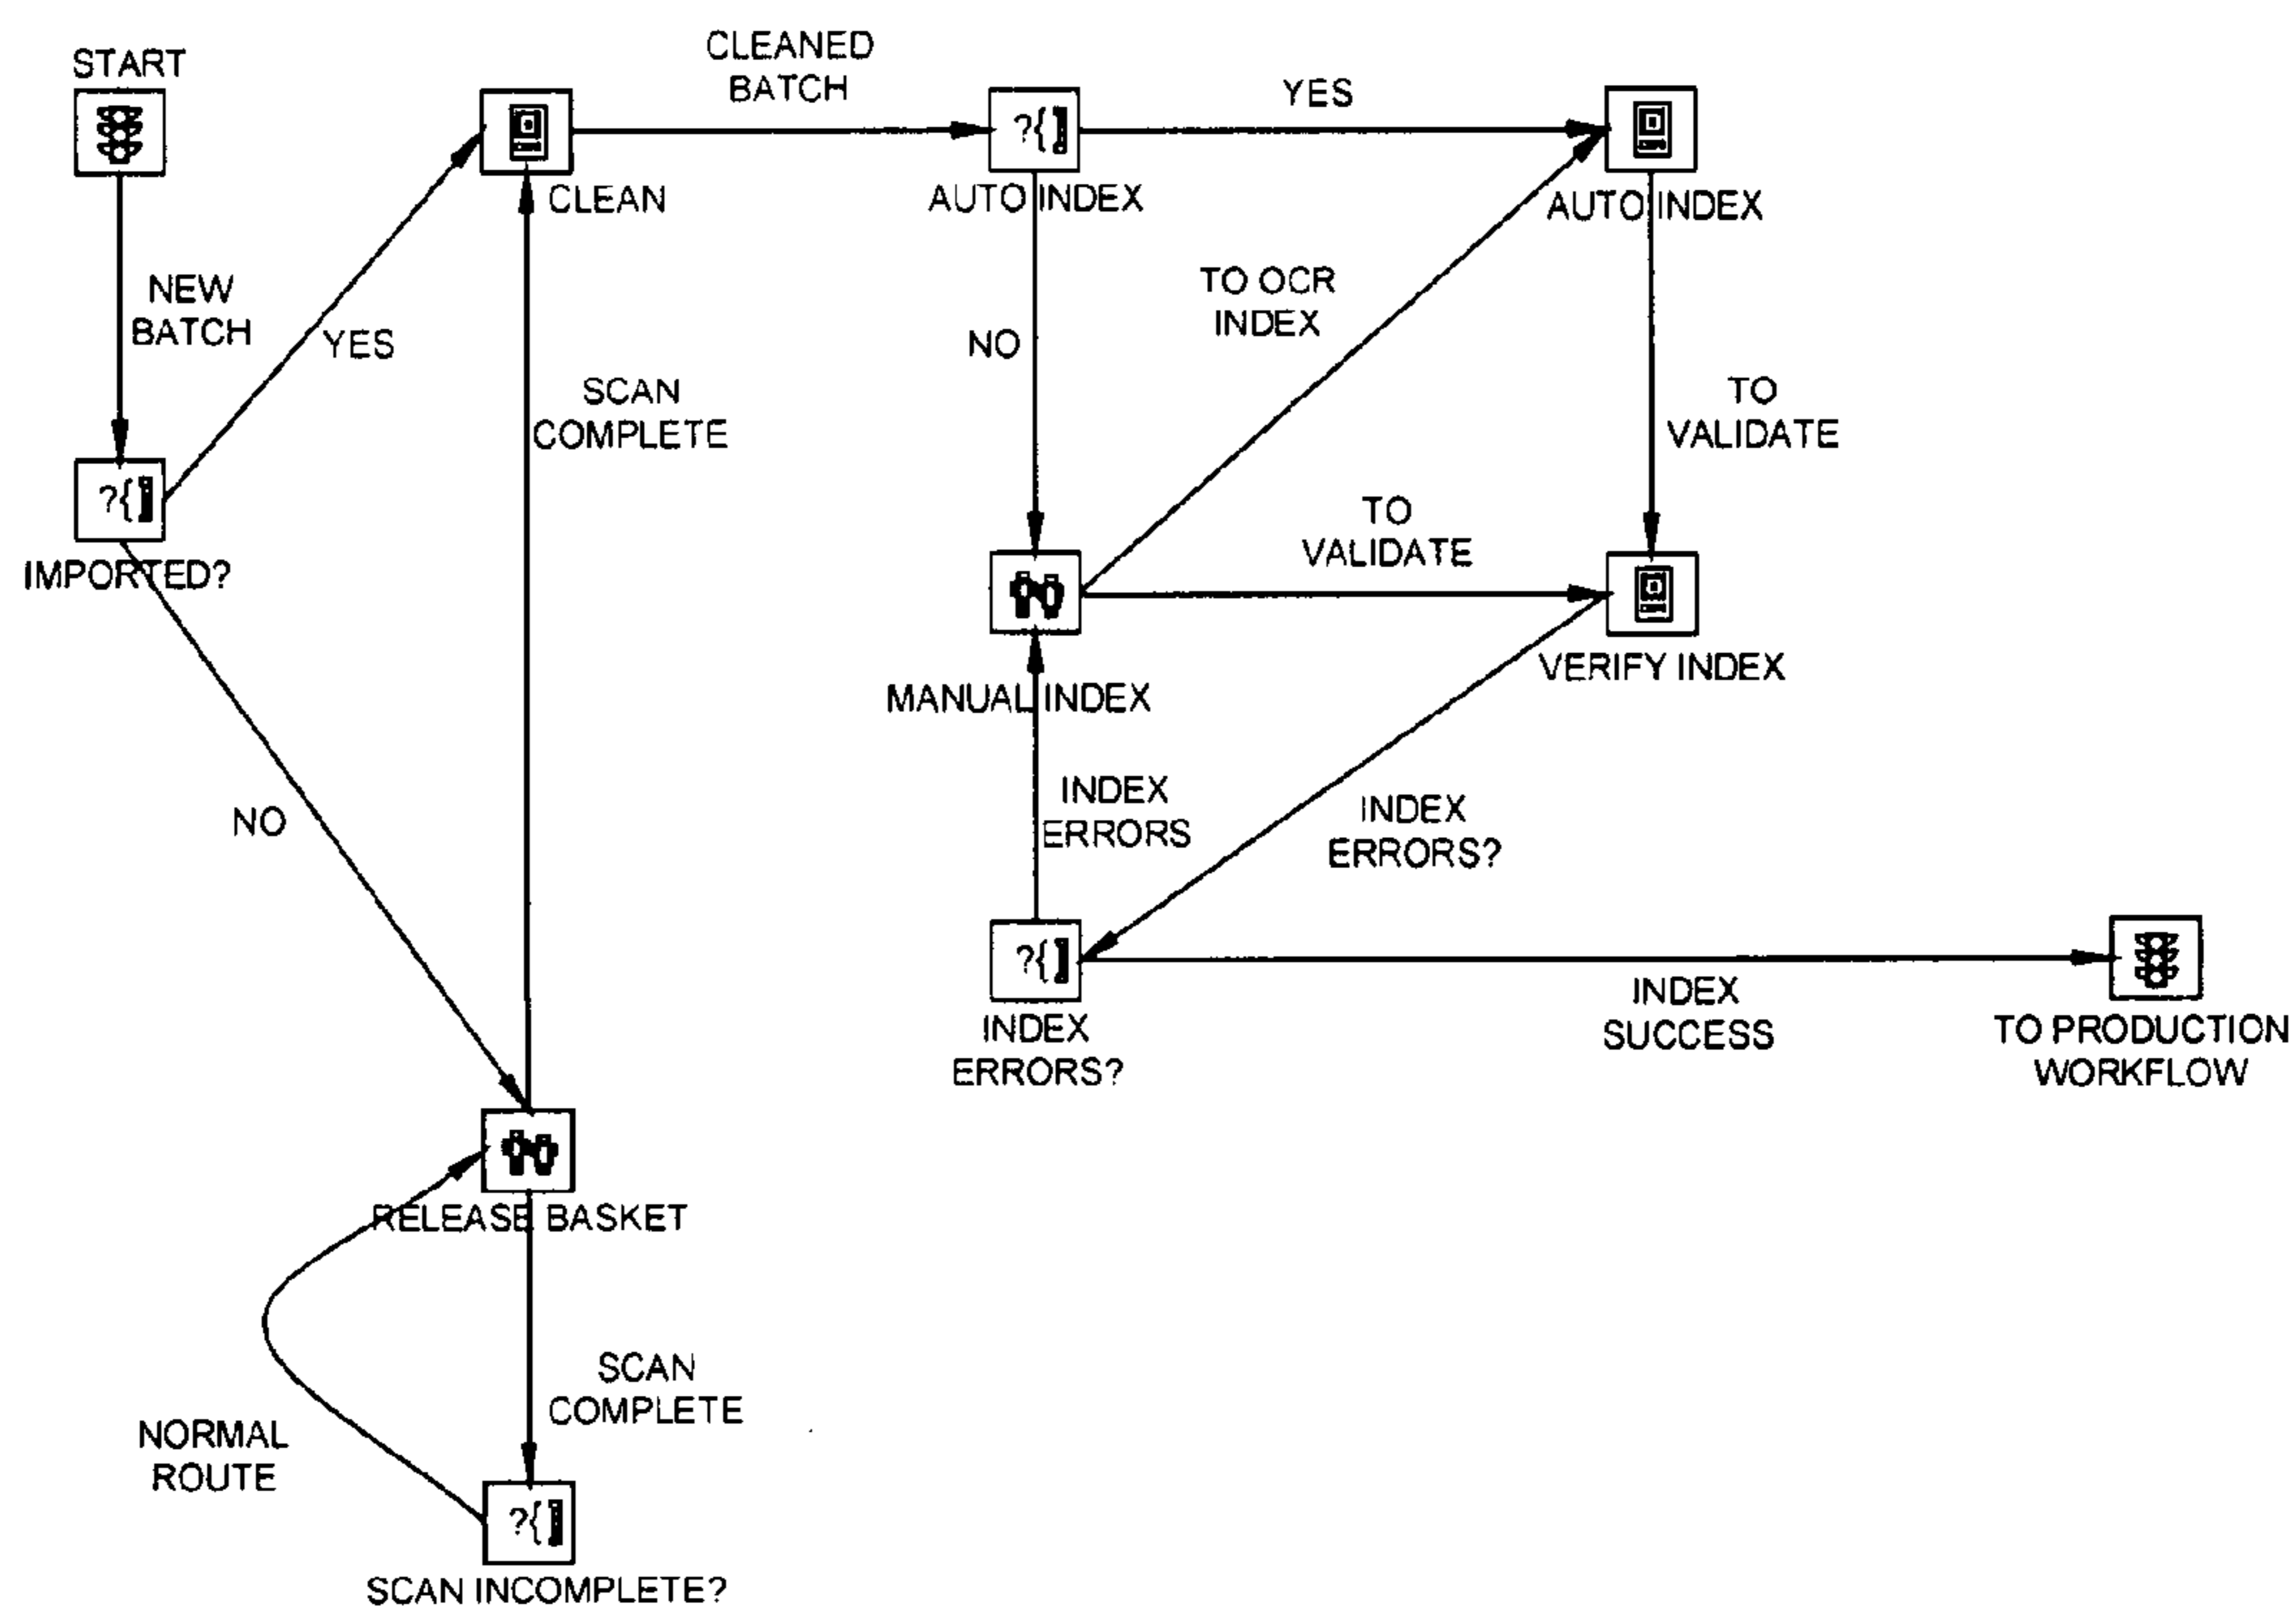 START
CLEANED
BATCH
YES
CLEAN
AUTO INDEX
AUTO INDEX
NEW
BATCH
YES
TO OCR
INDEX
NO
SCAN
COMPLETE
TO
VALIDATE
?{]
?{]
IMPORTED?
TO
VALIDATE
VERIFY INDEX
MANUAL INDEX
NO
INDEX
ERRORS
INDEX
ERRORS?
?{]
INDEX
ERRORS?
INDEX
SUCCESS
TO PRODUCTION
WORKFLOW
RELEASE BASKET
SCAN
COMPLETE
NORMAL
ROUTE
?{]
SCAN INCOMPLETE?